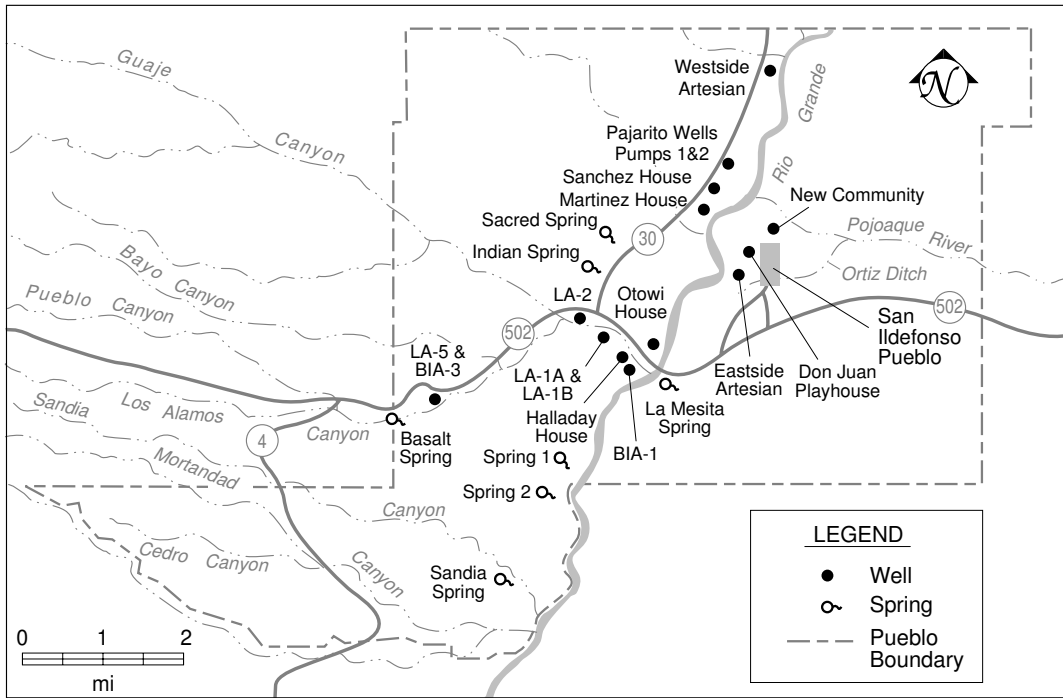 Guaje
Canyon
Westside
Artesian
Grande
N
Pajarito Wells
Pumps 1&2
Sanchez House
Martinez House
Rio
New Community
Sacred Spring
30
Pojoaque
River
Indian Spring
Bayo Canyon
Ortiz Ditch
Pueblo Canyon
LA-2
Otowi
House
502
502
San
Ildefonso
Pueblo
LA-5 &
BIA-3
LA-1A &
LA-1B
Eastside
Artesian
Don Juan
Playhouse
Sandia
Los Alamos
Canyon
Halladay
House
La Mesita
Spring
4
Basalt
Spring
BIA-1
Mortandad
Spring 1
Spring 2
Canyon
Cedro Canyon
Canyon
Sandia
Spring
LEGEND
Well
Spring
Pueblo
Boundary
0 1 2
mi